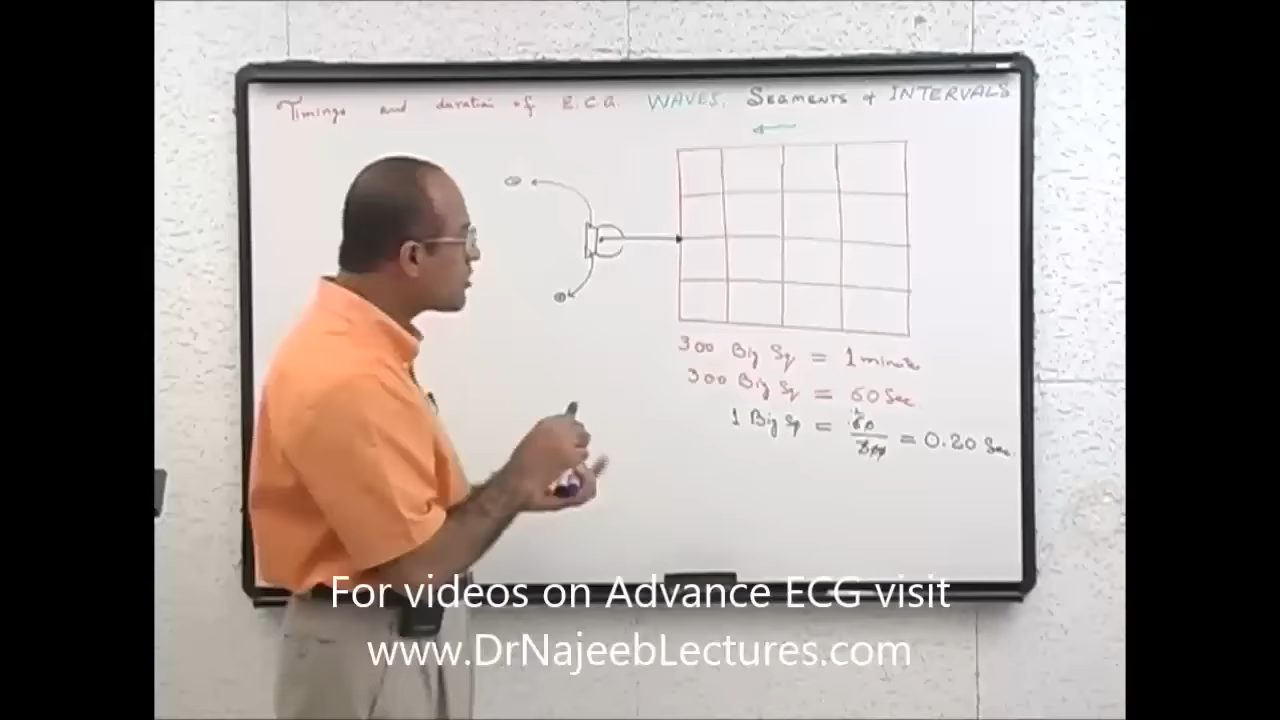 Timings and duration of E.C.G. WAVES, SEGMENTS & INTERVALS
300 Big Sq = 1 minute
300 Big Sq = 60 Sec
1 Big Sq = 60/300 = 0.20 Sec.
For videos on Advance ECG visit
www.DrNajeebLectures.com